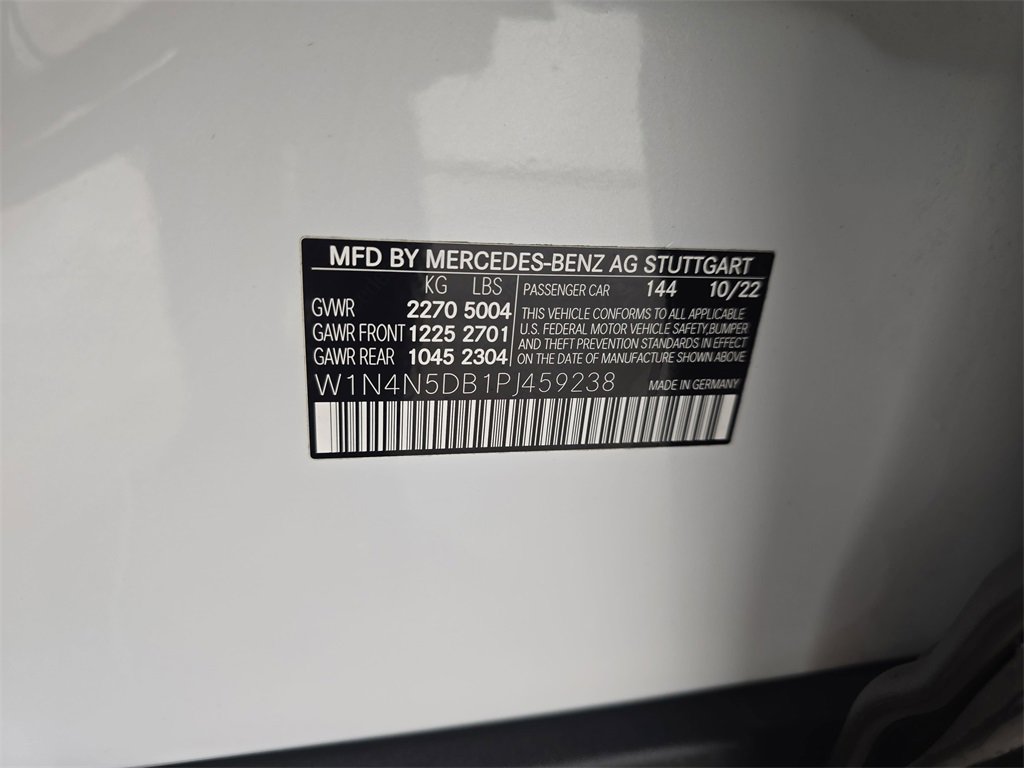 MFD BY MERCEDES-BENZ AG STUTTGART
KG LBS PASSENGER CAR 144 10/22
GVWR 2270 5004 THIS VEHICLE CONFORMS TO ALL APPLICABLE
GAWR FRONT 1225 2701 U.S. FEDERAL MOTOR VEHICLE SAFETY,BUMPER
AND THEFT PREVENTION STANDARDS IN EFFECT
GAWR REAR 1045 2304 ON THE DATE OF MANUFACTURE SHOWN ABOVE
W1N4N5DB1PJ459238 MADE IN GERMANY